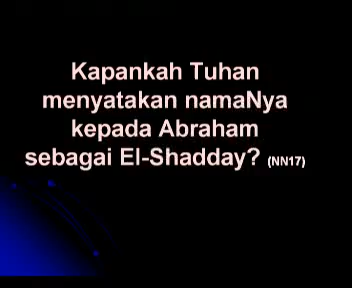 Kapankah Tuhan
menyatakan namaNya
kepada Abraham
sebagai El-Shadday? (NN17)